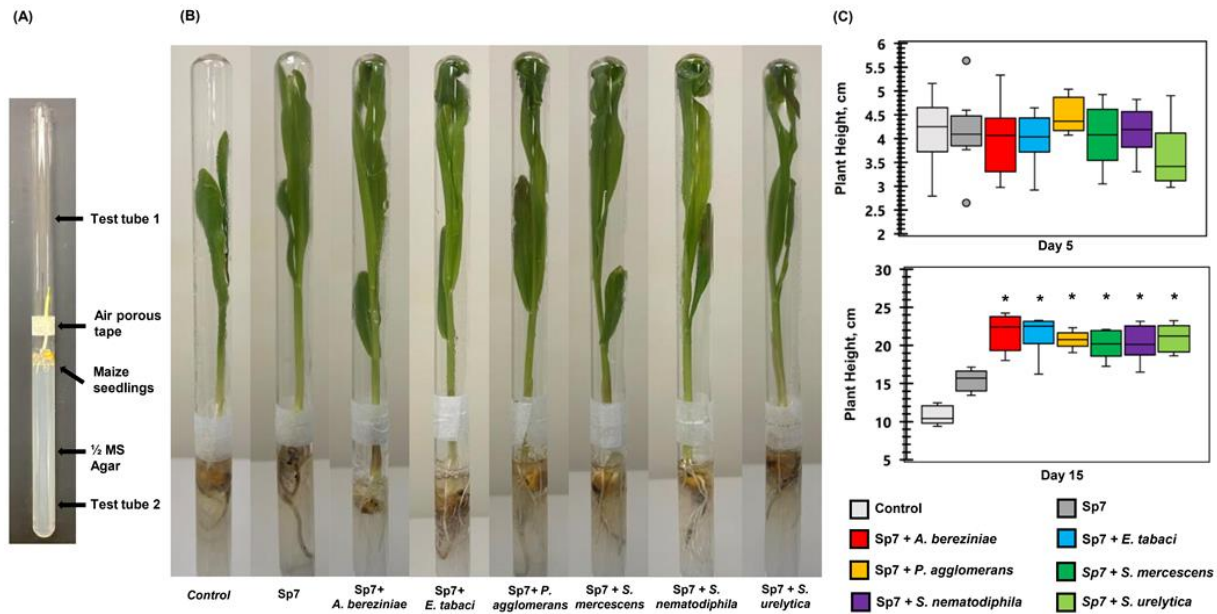 (A)
Test tube 1
Air porous
tape
Maize
seedlings
½ MS
Agar
Test tube 2
(B)
Control
Sp7
Sp7+
A. bereziniae
Sp7+
E. tabaci
Sp7+ P.
agglomerans
Sp7 + S.
mercescens
Sp7 + S.
nematodiphila
Sp7 + S.
urelytica
(C)
Plant Height, cm
6
5.5
5
4.5
4
3.5
3
2.5
2
Day 5
Plant Height, cm
30
25
20
15
10
5
* * * * * *
Day 15
Control
Sp7
Sp7 + A. bereziniae
Sp7 + E. tabaci
Sp7 + P. agglomerans
Sp7 + S. mercescens
Sp7 + S. nematodiphila
Sp7 + S. urelytica